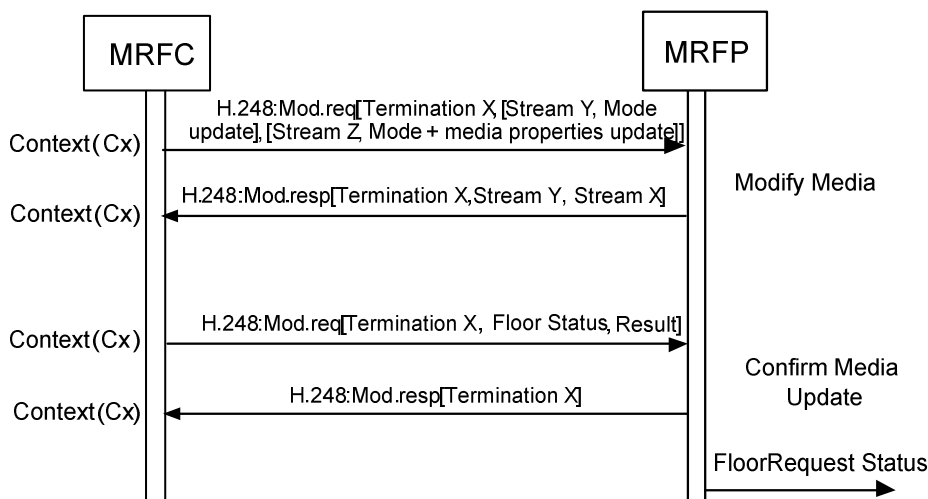 MRFC
MRFP
H.248:Mod.req[Termination X,[Stream Y, Mode
update],[Stream Z, Mode + media properties update]]
Context(Cx)
Modify Media
H.248:Mod.resp[Termination X,Stream Y, Stream X]
Context(Cx)
H.248:Mod.req[Termination X, Floor Status, Result]
Context(Cx)
Confirm Media
Update
H.248:Mod.resp[Termination X]
Context(Cx)
FloorRequest Status